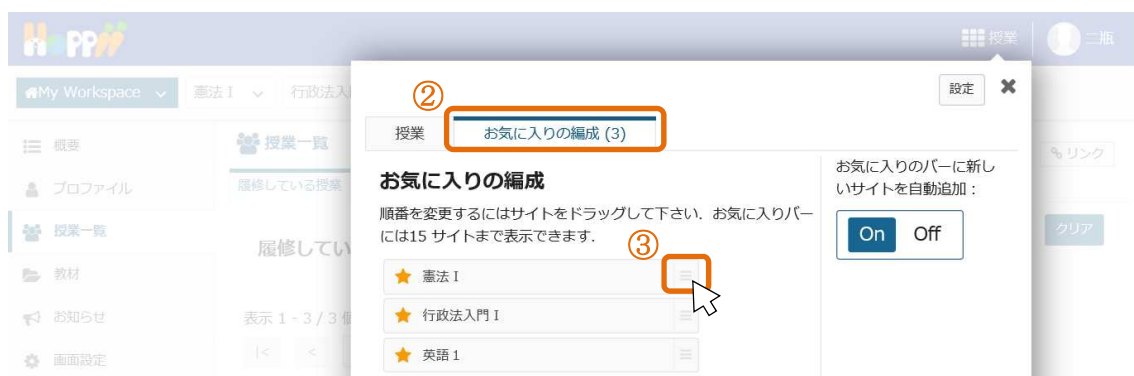 Hoppii
授業
二瓶
My Workspace
憲法 I
行政法入
②
設定
授業
お気に入りの編成 (3)
概要
授業一覧
リンク
お気に入りのバーに新し
いサイトを自動追加：
お気に入りの編成
プロファイル
履修している授業
順番を変更するにはサイトをドラッグして下さい．お気に入りバー
には15 サイトまで表示できます．
On Off
クリア
授業一覧
履修してい
③
憲法 I
教材
行政法入門 I
お知らせ
表示 1 - 3 / 3 個
英語 1
画面設定
|< <